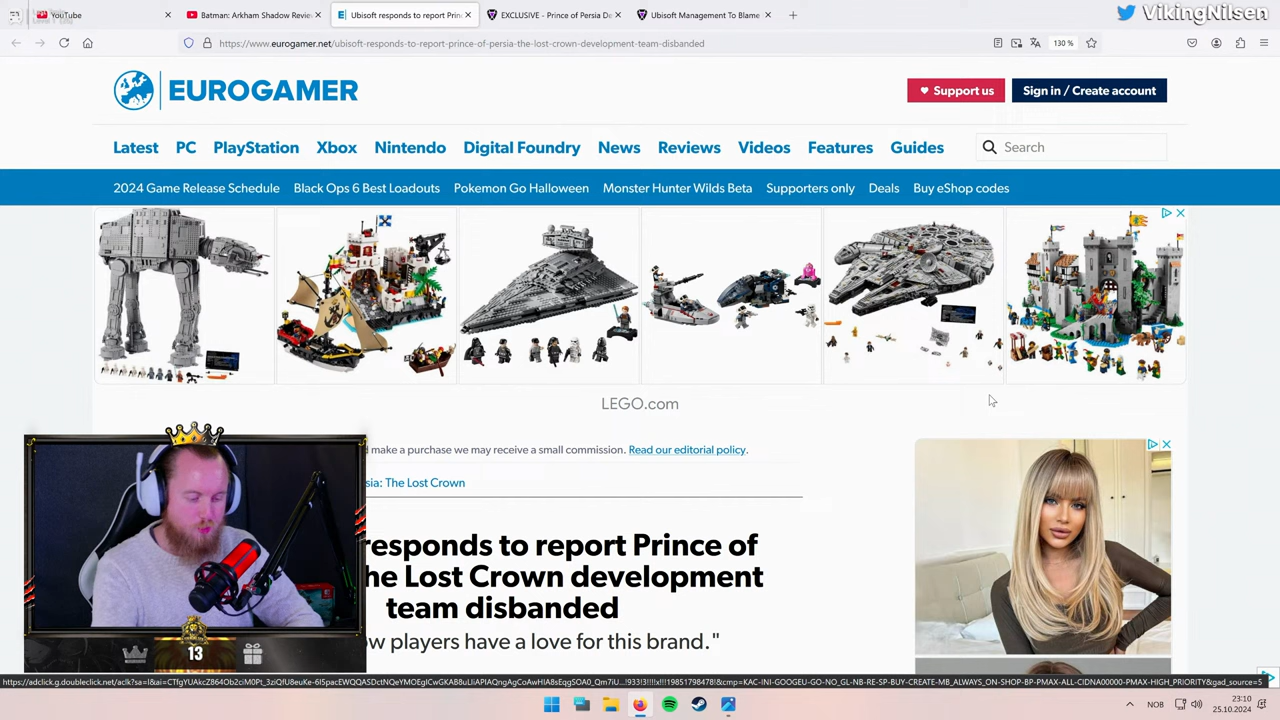 YouTube
Batman: Arkham Shadow Revie
Ubisoft responds to report Prin
EXCLUSIVE - Prince of Persia De
Ubisoft Management To Blame
VikingNilsen
https://www.eurogamer.net/ubisoft-responds-to-report-prince-of-persia-the-lost-crown-development-team-disbanded
130 %
EUROGAMER
Support us
Sign in / Create account
Latest
PC
PlayStation
Xbox
Nintendo
Digital Foundry
News
Reviews
Videos
Features
Guides
Search
2024 Game Release Schedule
Black Ops 6 Best Loadouts
Pokemon Go Halloween
Monster Hunter Wilds Beta
Supporters only
Deals
Buy eShop codes
LEGO.com
make a purchase we may receive a small commission. Read our editorial policy.
sia: The Lost Crown
responds to report Prince of
he Lost Crown development
team disbanded
ow players have a love for this brand."
13
NOB
23:10
25.10.2024